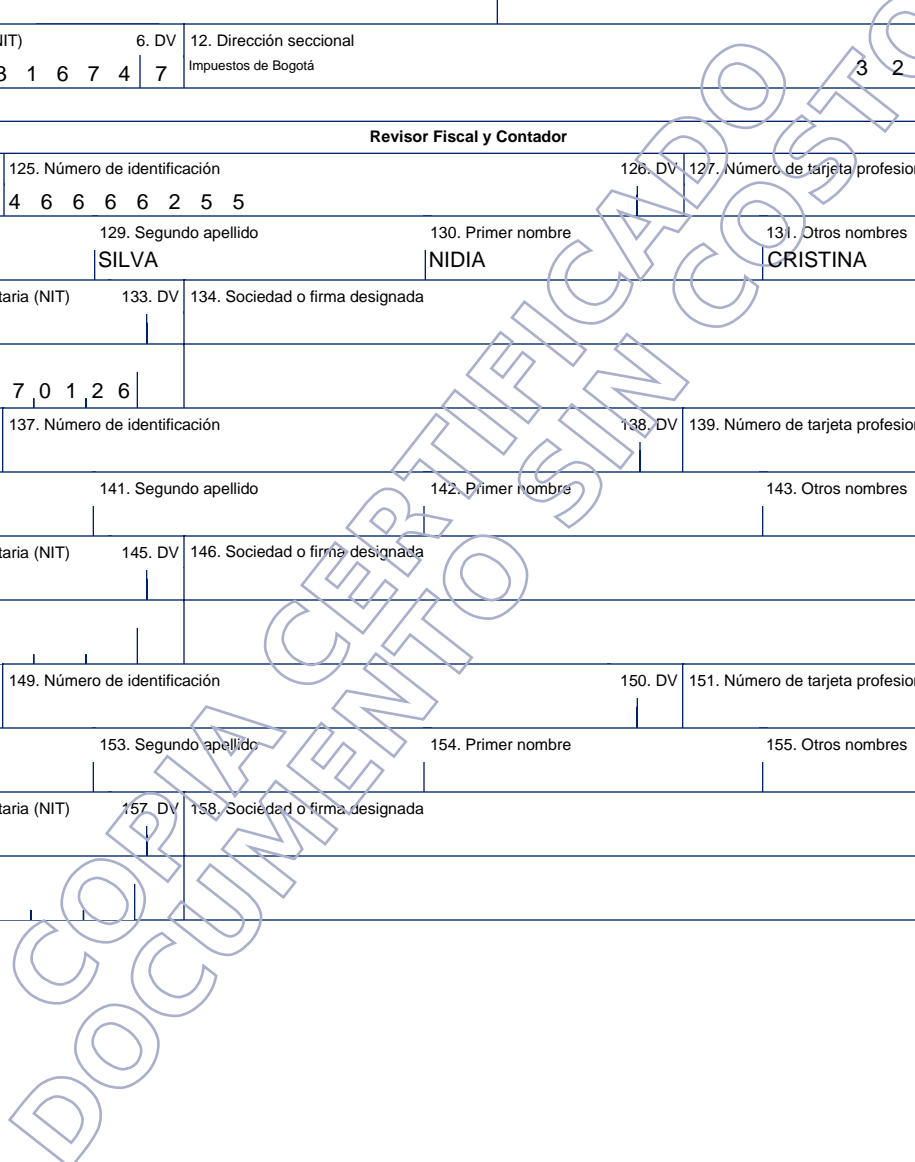 NIT) 6. DV 12. Dirección seccional
3 1 6 7 4 7 Impuestos de Bogotá 3 2
Revisor Fiscal y Contador
125. Número de identificación 126. DV 127. Número de tarjeta profesion
4 6 6 6 6 2 5 5
129. Segundo apellido 130. Primer nombre 131. Otros nombres
SILVA NIDIA CRISTINA
taria (NIT) 133. DV 134. Sociedad o firma designada
7 0 1 2 6
137. Número de identificación 138. DV 139. Número de tarjeta profesion
141. Segundo apellido 142. Primer nombre 143. Otros nombres
taria (NIT) 145. DV 146. Sociedad o firma designada
149. Número de identificación 150. DV 151. Número de tarjeta profesion
153. Segundo apellido 154. Primer nombre 155. Otros nombres
taria (NIT) 157. DV 158. Sociedad o firma designada
COPIA CERTIFICADO
DOCUMENTO SIN COSTO